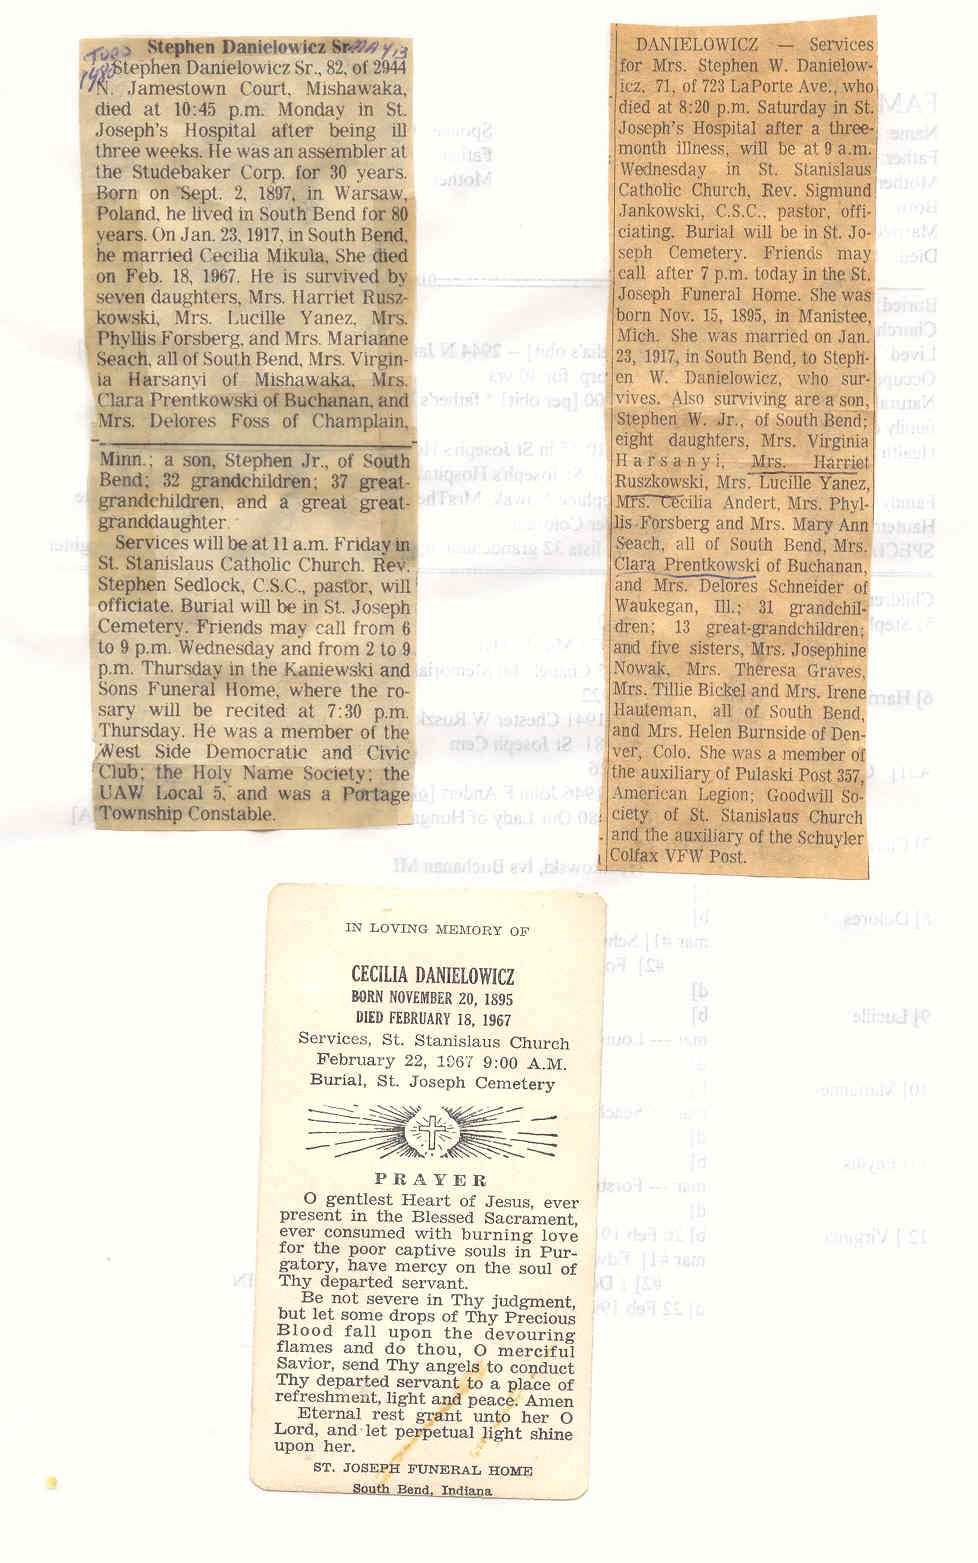 Tues May 13
1980
Stephen Danielowicz Sr.
Stephen Danielowicz Sr., 82, of 2944
N. Jamestown Court, Mishawaka,
died at 10:45 p.m. Monday in St.
Joseph's Hospital after being ill
three weeks. He was an assembler at
the Studebaker Corp. for 30 years.
Born on Sept. 2, 1897, in Warsaw,
Poland, he lived in South Bend for 80
years. On Jan. 23, 1917, in South Bend,
he married Cecilia Mikula, She died
on Feb. 18, 1967. He is survived by
seven daughters, Mrs. Harriet Rusz-
kowski, Mrs. Lucille Yanez, Mrs.
Phyllis Forsberg, and Mrs. Marianne
Seach, all of South Bend, Mrs. Virgin-
ia Harsanyi of Mishawaka, Mrs.
Clara Prentkowski of Buchanan, and
Mrs. Delores Foss of Champlain,
Minn.; a son, Stephen Jr., of South
Bend; 32 grandchildren; 37 great-
grandchildren, and a great great-
granddaughter.
Services will be at 11 a.m. Friday in
St. Stanislaus Catholic Church. Rev.
Stephen Sedlock, C.S.C., pastor, will
officiate. Burial will be in St. Joseph
Cemetery. Friends may call from 6
to 9 p.m. Wednesday and from 2 to 9
p.m. Thursday in the Kaniewski and
Sons Funeral Home, where the ro-
sary will be recited at 7:30 p.m.
Thursday. He was a member of the
West Side Democratic and Civic
Club; the Holy Name Society; the
UAW Local 5, and was a Portage
Township Constable.
DANIELOWICZ — Services
for Mrs. Stephen W. Danielow-
icz, 71, of 723 LaPorte Ave., who
died at 8:20 p.m. Saturday in St.
Joseph's Hospital after a three-
month illness, will be at 9 a.m.
Wednesday in St. Stanislaus
Catholic Church, Rev. Sigmund
Jankowski, C.S.C., pastor, offi-
ciating. Burial will be in St. Jo-
seph Cemetery. Friends may
call after 7 p.m. today in the St.
Joseph Funeral Home. She was
born Nov. 15, 1895, in Manistee,
Mich. She was married on Jan.
23, 1917, in South Bend, to Steph-
en W. Danielowicz, who sur-
vives. Also surviving are a son,
Stephen W. Jr., of South Bend;
eight daughters, Mrs. Virginia
Harsanyi, Mrs. Harriet
Ruszkowski, Mrs. Lucille Yanez,
Mrs. Cecilia Andert, Mrs. Phyl-
lis Forsberg and Mrs. Mary Ann
Seach, all of South Bend, Mrs.
Clara Prentkowski of Buchanan,
and Mrs. Delores Schneider of
Waukegan, Ill.; 31 grandchil-
dren; 13 great-grandchildren;
and five sisters, Mrs. Josephine
Nowak, Mrs. Theresa Graves,
Mrs. Tillie Bickel and Mrs. Irene
Hauteman, all of South Bend,
and Mrs. Helen Burnside of Den-
ver, Colo. She was a member of
the auxiliary of Pulaski Post 357,
American Legion; Goodwill So-
ciety of St. Stanislaus Church
and the auxiliary of the Schuyler
Colfax VFW Post.
IN LOVING MEMORY OF
CECILIA DANIELOWICZ
BORN NOVEMBER 20, 1895
DIED FEBRUARY 18, 1967
Services, St. Stanislaus Church
February 22, 1967 9:00 A.M.
Burial, St. Joseph Cemetery
PRAYER
O gentlest Heart of Jesus, ever
present in the Blessed Sacrament,
ever consumed with burning love
for the poor captive souls in Pur-
gatory, have mercy on the soul of
Thy departed servant.
Be not severe in Thy judgment,
but let some drops of Thy Precious
Blood fall upon the devouring
flames and do thou, O merciful
Savior, send Thy angels to conduct
Thy departed servant to a place of
refreshment, light and peace. Amen
Eternal rest grant unto her O
Lord, and let perpetual light shine
upon her.
ST. JOSEPH FUNERAL HOME
South Bend, Indiana